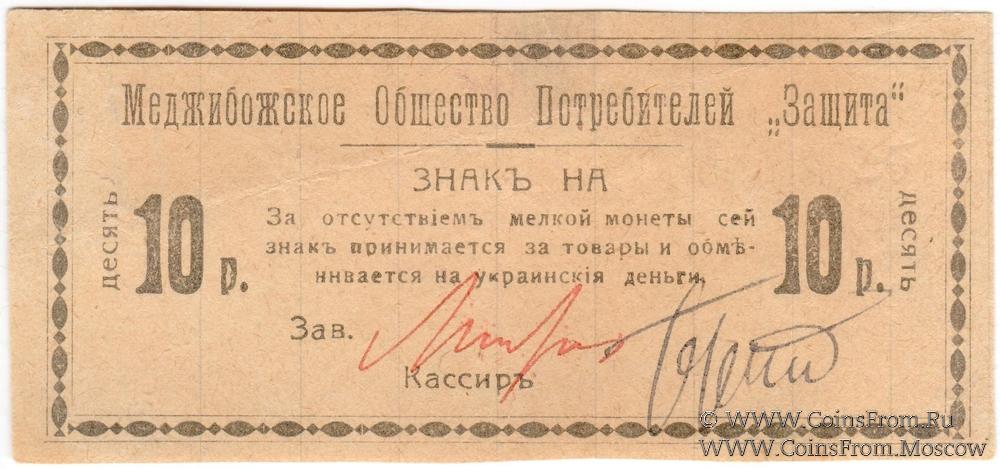 Меджибожское Общество Потребителей „Защита“
ЗНАКЪ НА
десять
10 р.
За отсутствіемъ мелкой монеты сей
знакъ принимается за товары и обмѣ-
нивается на украинскія деньги.
10 р.
десять
Зав.
Кассиръ
© WWW.CoinsFrom.Ru
WWW.CoinsFrom.Moscow